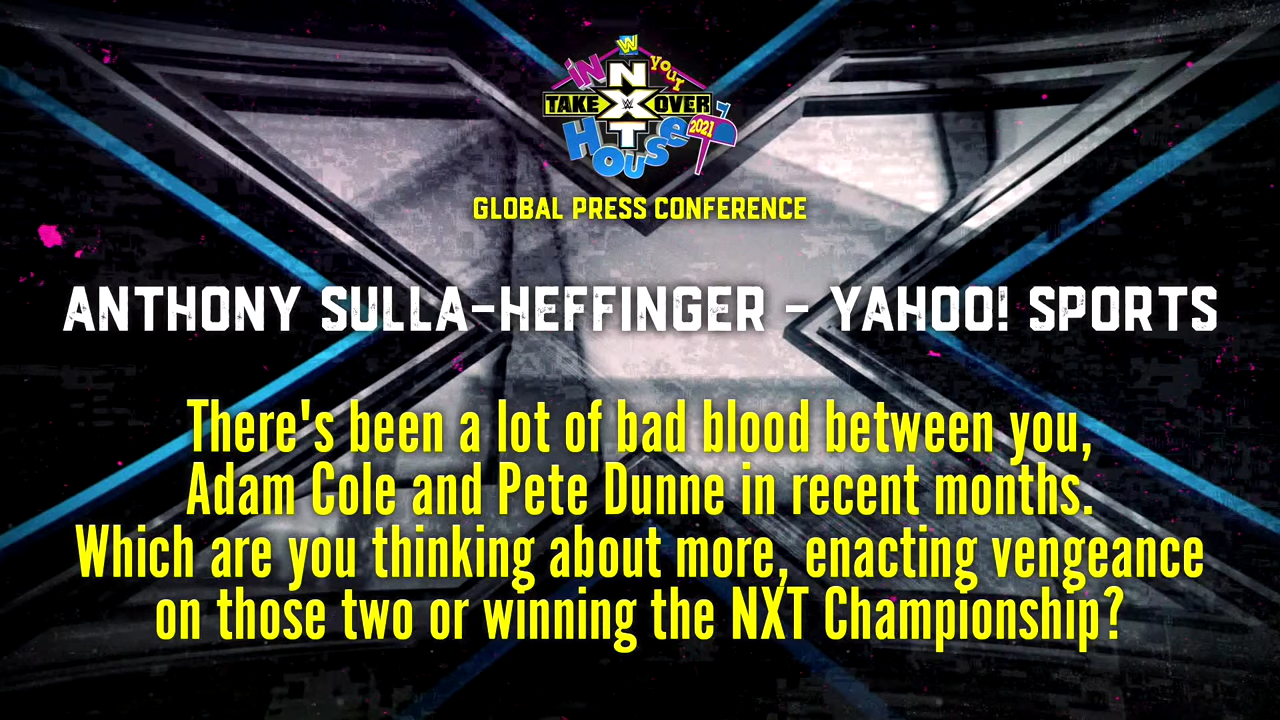 W
IN
NXT
YOUR
TAKE OVER
HOUSE
2021
GLOBAL PRESS CONFERENCE
ANTHONY SULLA-HEFFINGER - YAHOO! SPORTS
There's been a lot of bad blood between you,
Adam Cole and Pete Dunne in recent months.
Which are you thinking about more, enacting vengeance
on those two or winning the NXT Championship?